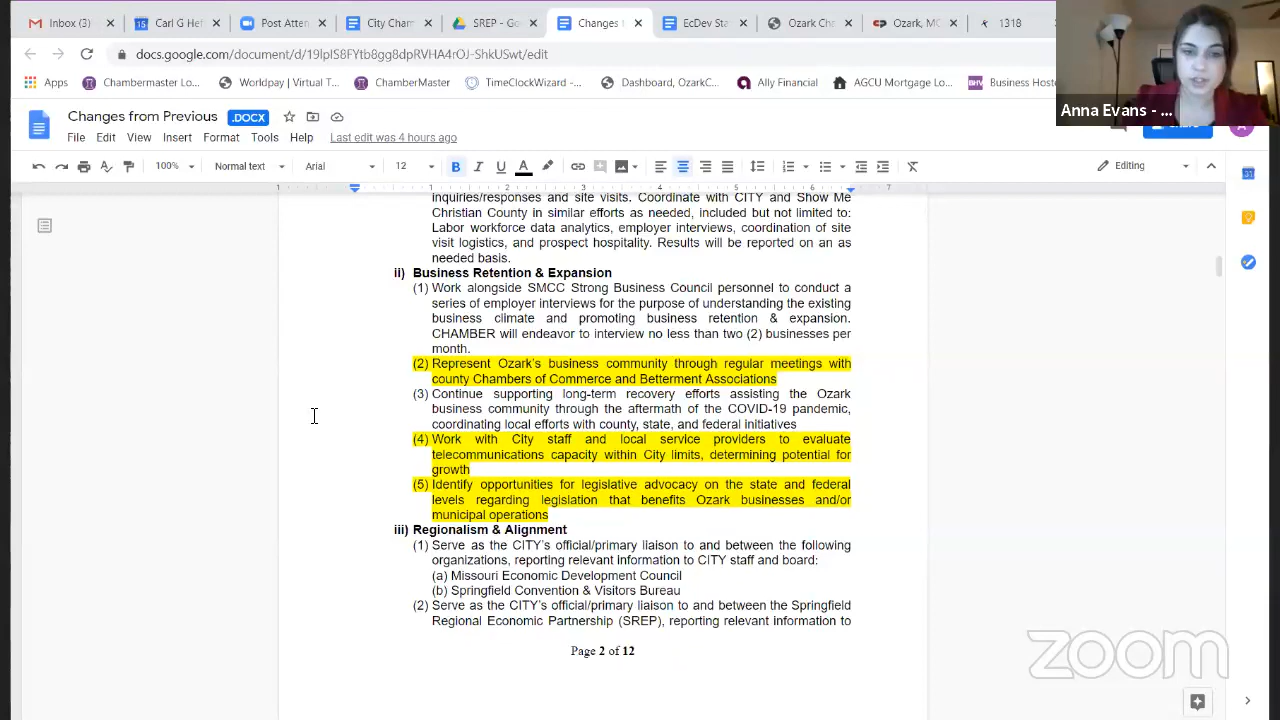 Inbox (3)
Carl G Hef
Post Atten
City Cham
SREP - Ge
Changes f
EcDev Sta
Ozark Cha
Ozark, MO
1318
docs.google.com/document/d/
Apps
Chambermaster Lo...
Worldpay | Virtual T...
ChamberMaster
TimeClockWizard -...
Dashboard, OzarkC...
Ally Financial
AGCU Mortgage Lo...
Business Hoste
Anna Evans - ...
Changes from Previous
.DOCX
File Edit View Insert Format Tools Help
Last edit was 4 hours ago
100%
Normal text
Arial
12
Editing
1 1 2 3 4 5 6 7
inquiries/responses and site visits. Coordinate with CITY and Show Me
Christian County in similar efforts as needed, included but not limited to:
Labor workforce data analytics, employer interviews, coordination of site
visit logistics, and prospect hospitality. Results will be reported on an as
needed basis.
ii) Business Retention & Expansion
(1) Work alongside SMCC Strong Business Council personnel to conduct a
series of employer interviews for the purpose of understanding the existing
business climate and promoting business retention & expansion.
CHAMBER will endeavor to interview no less than two (2) businesses per
month.
(2) Represent Ozark's business community through regular meetings with
county Chambers of Commerce and Betterment Associations
(3) Continue supporting long-term recovery efforts assisting the Ozark
business community through the aftermath of the COVID-19 pandemic,
coordinating local efforts with county, state, and federal initiatives
(4) Work with City staff and local service providers to evaluate
telecommunications capacity within City limits, determining potential for
growth
(5) Identify opportunities for legislative advocacy on the state and federal
levels regarding legislation that benefits Ozark businesses and/or
municipal operations
iii) Regionalism & Alignment
(1) Serve as the CITY's official/primary liaison to and between the following
organizations, reporting relevant information to CITY staff and board:
(a) Missouri Economic Development Council
(b) Springfield Convention & Visitors Bureau
(2) Serve as the CITY's official/primary liaison to and between the Springfield
Regional Economic Partnership (SREP), reporting relevant information to
Page 2 of 12
zoom